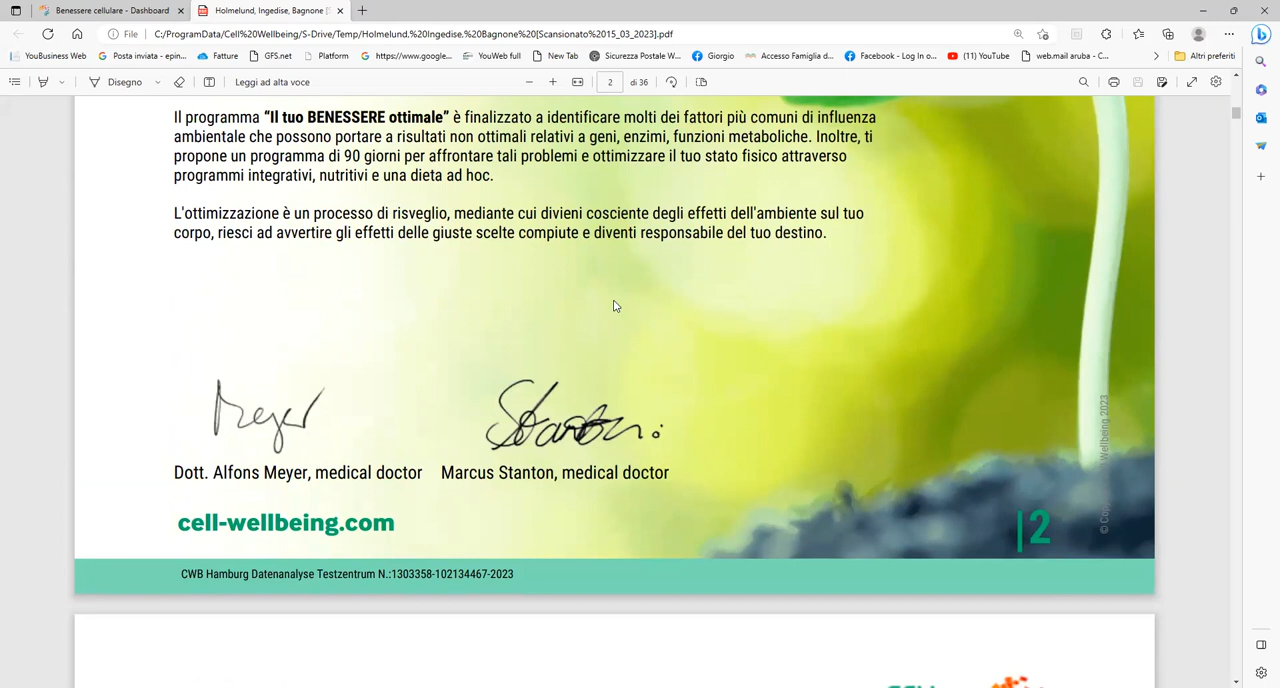 Benessere cellulare - Dashboard
Holmelund, Ingedise, Bagnone [
File
C:/ProgramData/Cell%20Wellbeing/S-Drive/Temp/Holmelund,%20Ingedise,%20Bagnone%20[Scansionato%2015_03_2023].pdf
YouBusiness Web
Posta inviata - epin...
Fatture
GFS.net
Platform
https://www.google...
YouWeb full
New Tab
Sicurezza Postale W...
Giorgio
Accesso Famiglia d...
Facebook - Log In o...
(11) YouTube
web.mail aruba - C...
Altri preferiti
Disegno
Leggi ad alta voce
2
di 36
Il programma “Il tuo BENESSERE ottimale” è finalizzato a identificare molti dei fattori più comuni di influenza
ambientale che possono portare a risultati non ottimali relativi a geni, enzimi, funzioni metaboliche. Inoltre, ti
propone un programma di 90 giorni per affrontare tali problemi e ottimizzare il tuo stato fisico attraverso
programmi integrativi, nutritivi e una dieta ad hoc.
L'ottimizzazione è un processo di risveglio, mediante cui divieni cosciente degli effetti dell'ambiente sul tuo
corpo, riesci ad avvertire gli effetti delle giuste scelte compiute e diventi responsabile del tuo destino.
Meyer
Stanton
Dott. Alfons Meyer, medical doctor
Marcus Stanton, medical doctor
cell-wellbeing.com
|2
CWB Hamburg Datenanalyse Testzentrum N.:1303358-102134467-2023